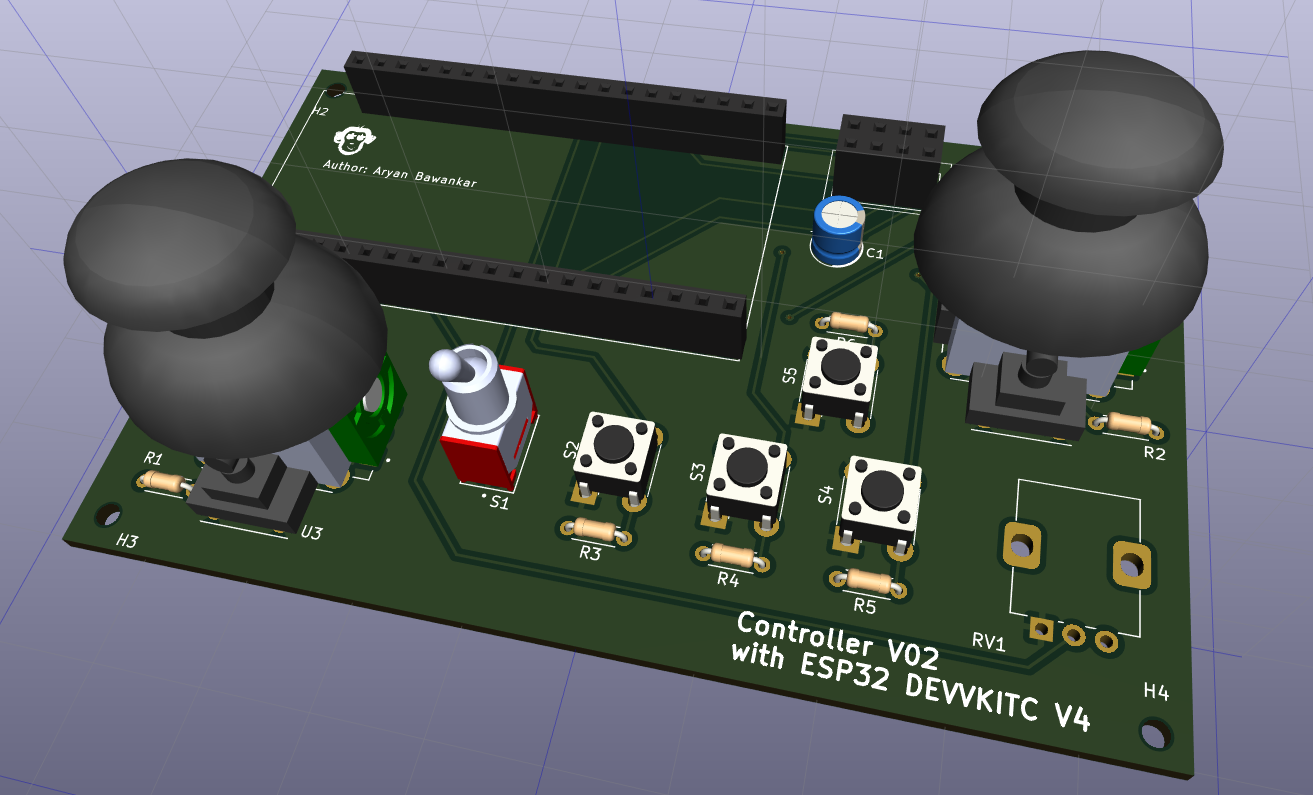 H2
Author: Aryan Bawankar
C1
S5
R2
R1
S2
S3
S4
S1
U3
H3
R3
R4
R5
RV1
Controller V02
with ESP32 DEVVKITC V4
H4